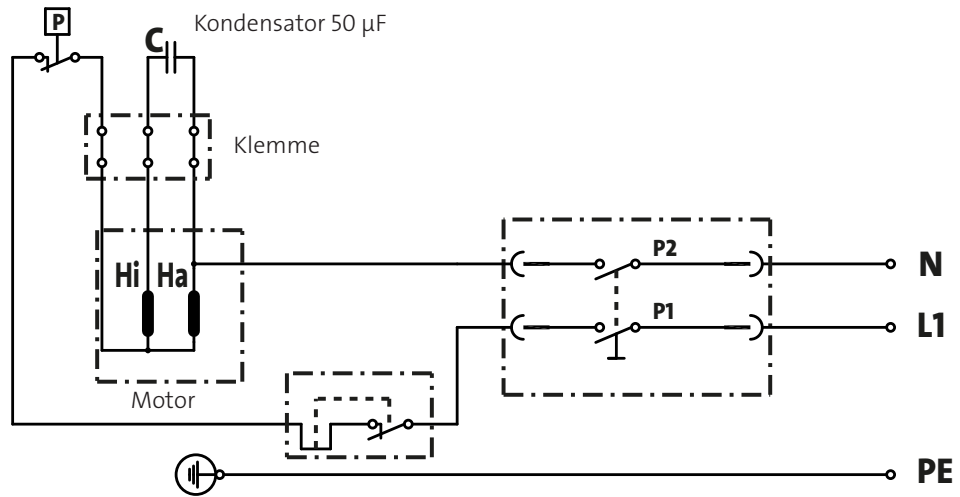 P
C
Kondensator 50 µF
Klemme
Hi
Ha
Motor
P2
N
P1
L1
PE